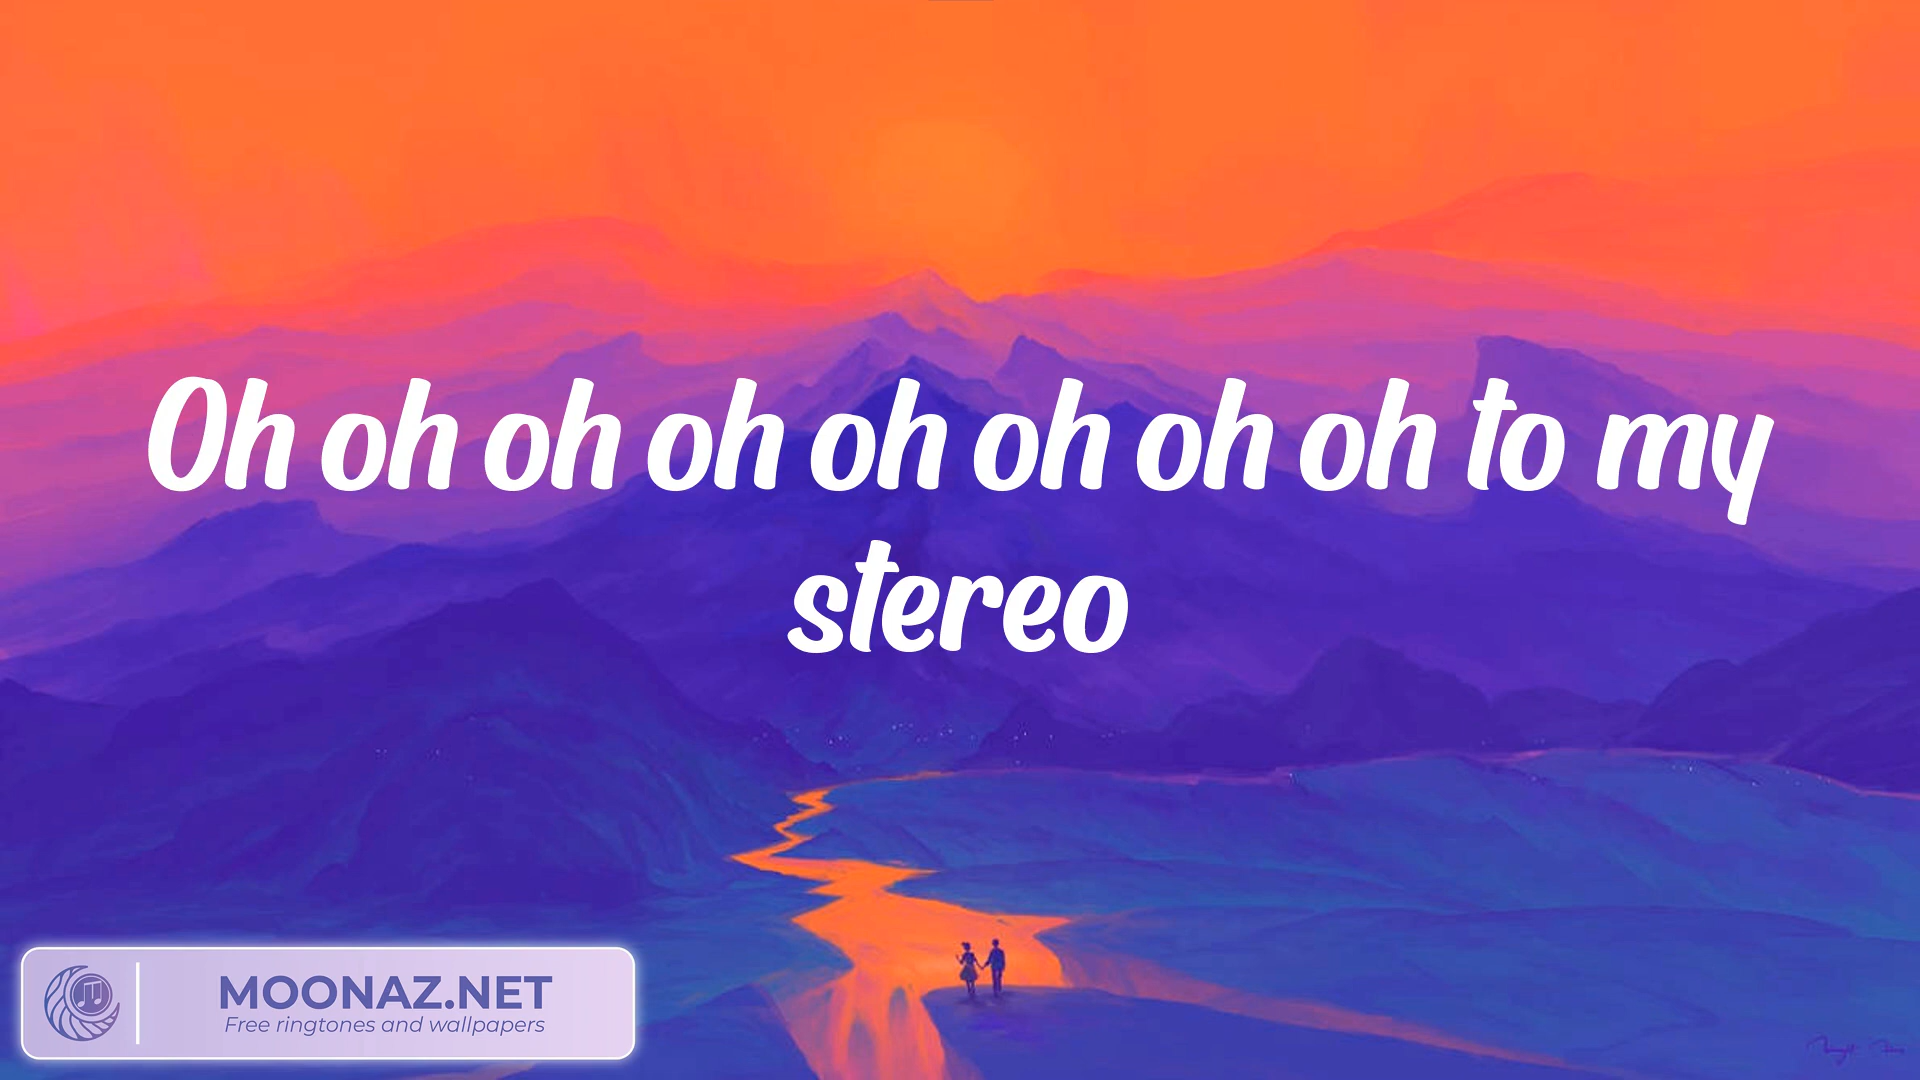 Oh oh oh oh oh oh oh oh to my
stereo
MOONAZ.NET
Free ringtones and wallpapers